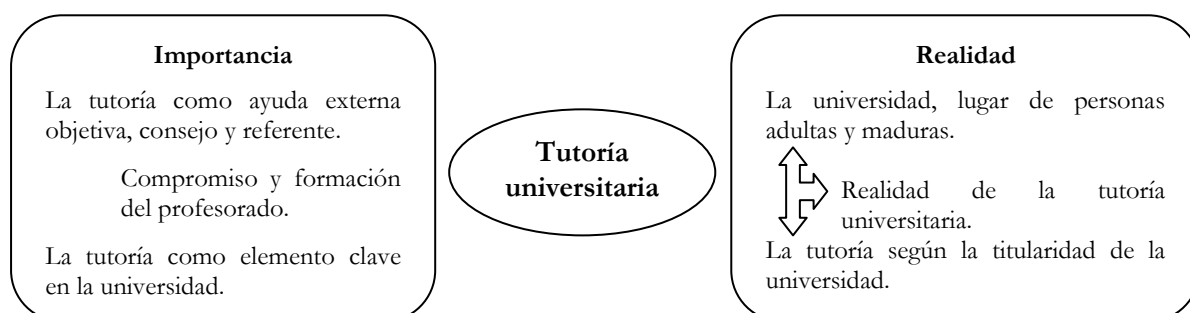 Importancia
La tutoría como ayuda externa
objetiva, consejo y referente.
Compromiso y formación
del profesorado.
La tutoría como elemento clave
en la universidad.
Tutoría
universitaria
Realidad
La universidad, lugar de personas
adultas y maduras.
Realidad de la tutoría
universitaria.
La tutoría según la titularidad de la
universidad.